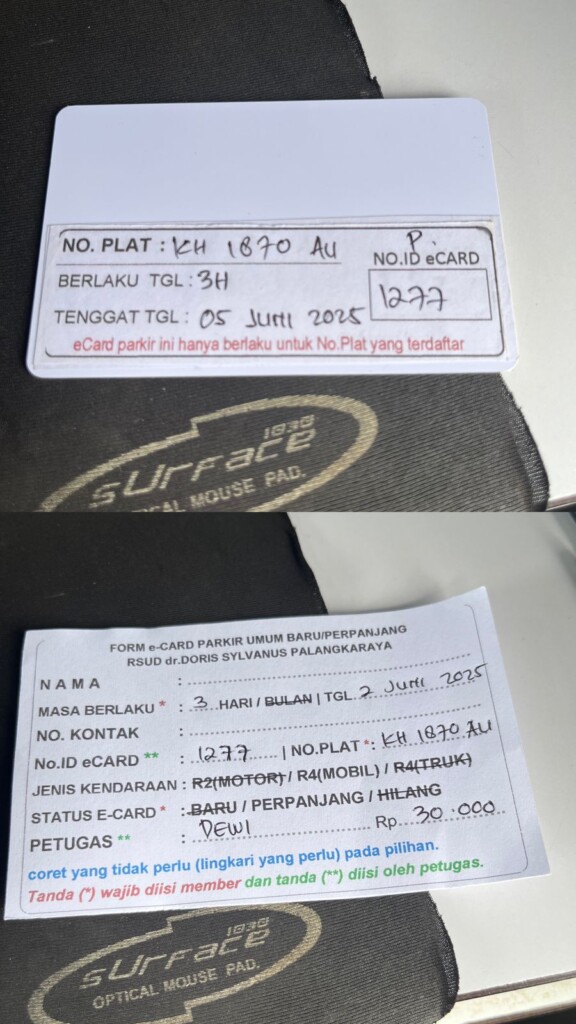 NO. PLAT : KH 1870 AU
P.
NO.ID eCARD
BERLAKU TGL : 3H
1277
TENGGAT TGL : 05 Juni 2025
eCard parkir ini hanya berlaku untuk No.Plat yang terdaftar
1938
surface
OPTICAL MOUSE PAD.
FORM e-CARD PARKIR UMUM BARU/PERPANJANG
RSUD dr.DORIS SYLVANUS PALANGKARAYA
NAMA :
MASA BERLAKU * : 3 HARI / BULAN | TGL 2 Juni 2025
NO. KONTAK :
No.ID eCARD ** : 1277 | NO.PLAT * : KH 1870 AU
JENIS KENDARAAN : R2(MOTOR) / R4(MOBIL) / R4(TRUK)
STATUS E-CARD * : BARU / PERPANJANG / HILANG
PETUGAS ** : DEWI Rp. 30.000
coret yang tidak perlu (lingkari yang perlu) pada pilihan.
Tanda (*) wajib diisi member dan tanda (**) diisi oleh petugas.
1938
surface
OPTICAL MOUSE PAD.